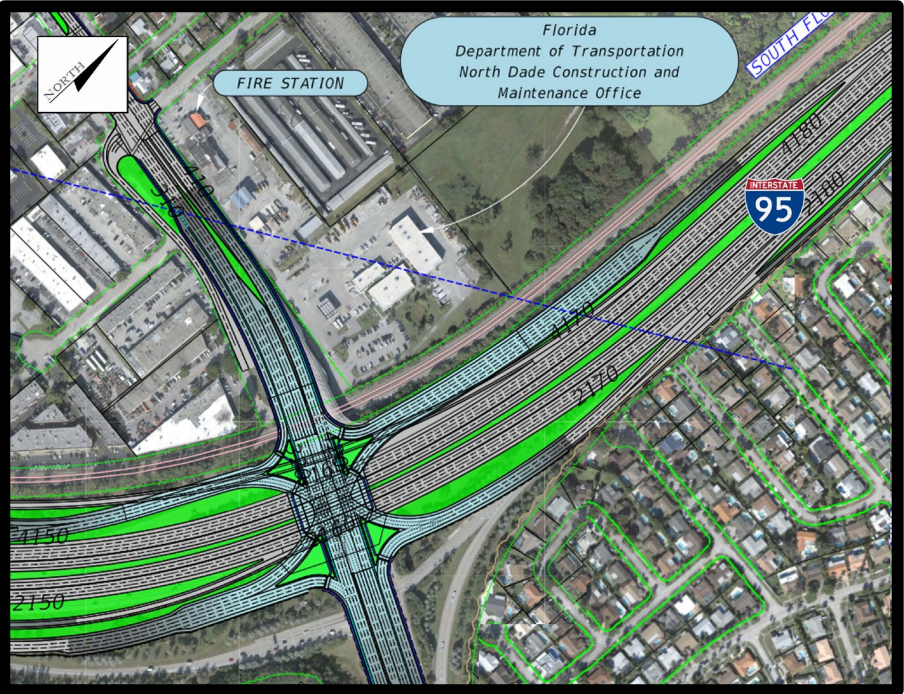 Florida
Department of Transportation
North Dade Construction and
Maintenance Office
SOUTH FLO
FIRE STATION
NORTH
4180
INTERSTATE
95
2180
4170
2170
4150
2150